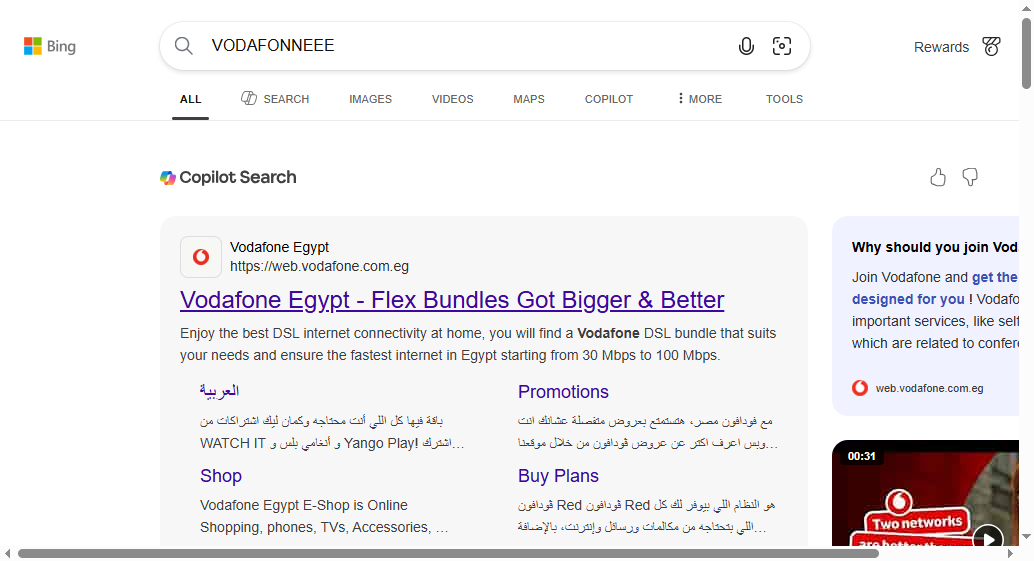 Bing
VODAFONNEEE
Rewards
ALL
SEARCH
IMAGES
VIDEOS
MAPS
COPILOT
MORE
TOOLS
Copilot Search
Vodafone Egypt
https://web.vodafone.com.eg
Vodafone Egypt - Flex Bundles Got Bigger & Better
Enjoy the best DSL internet connectivity at home, you will find a Vodafone DSL bundle that suits
your needs and ensure the fastest internet in Egypt starting from 30 Mbps to 100 Mbps.
العربية
باقة فيها كل اللي أنت محتاجه وكمان ليك اشتراكات من
WATCH IT و أنغامي بلس و Yango Play! اشترك…
Promotions
مع فودافون مصر، هتستمتع بعروض متفصلة عشانك انت
وبس اعرف اكتر عن عروض ڤودافون من خلال موقعنا…
Shop
Vodafone Egypt E-Shop is Online
Shopping, phones, TVs, Accessories, …
Buy Plans
ڤودافون Red ڤودافون Red هو النظام اللي بيوفر لك كل
اللي بتحتاجه من مكالمات ورسائل وإنترنت، بالإضافة…
Why should you join Vod
Join Vodafone and get the
designed for you ! Vodafo
important services, like self
which are related to confer
web.vodafone.com.eg
00:31
Two networks
are better than